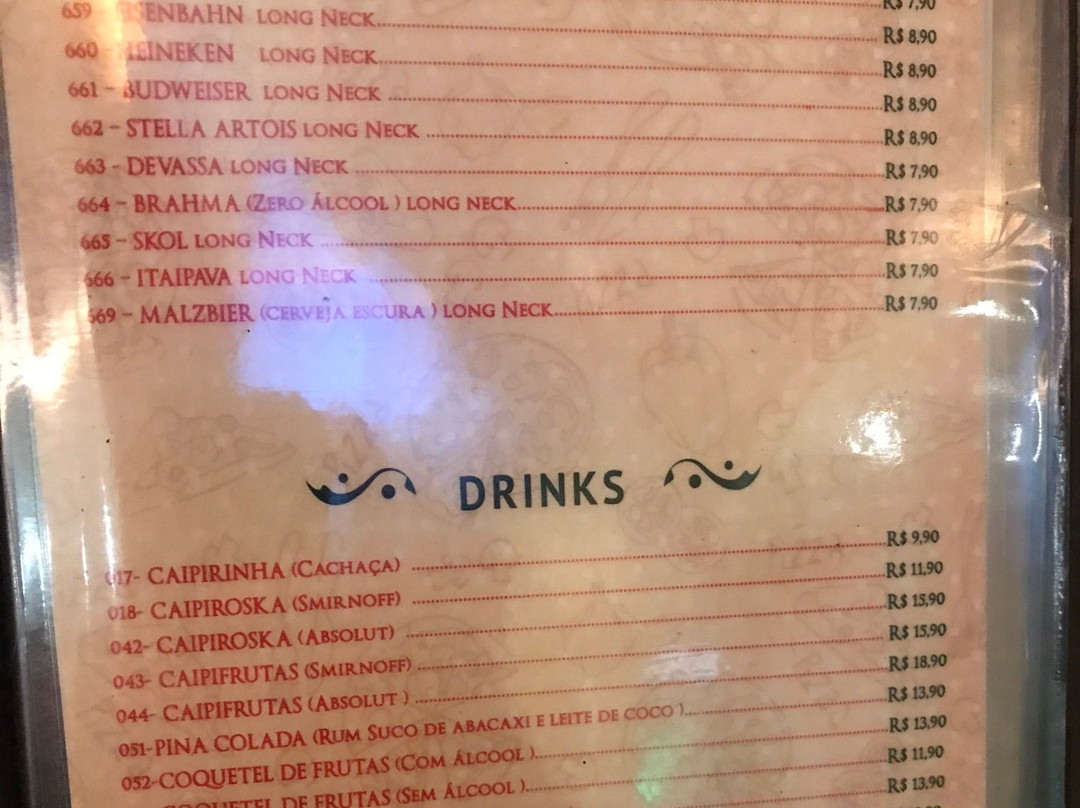 R$ 7,90
659 - EISENBAHN LONG NECK R$ 8,90
660 - HEINEKEN LONG NECK R$ 8,90
661 - BUDWEISER LONG NECK R$ 8,90
662 - STELLA ARTOIS LONG NECK R$ 8,90
663 - DEVASSA LONG NECK R$ 7,90
664 - BRAHMA (ZERO ÁLCOOL ) LONG NECK R$ 7,90
665 - SKOL LONG NECK R$ 7,90
666 - ITAIPAVA LONG NECK R$ 7,90
669 - MALZBIER (CERVEJA ESCURA ) LONG NECK R$ 7,90
DRINKS
017- CAIPIRINHA (CACHAÇA) R$ 9,90
018- CAIPIROSKA (SMIRNOFF) R$ 11,90
042- CAIPIROSKA (ABSOLUT) R$ 15,90
043- CAIPIFRUTAS (SMIRNOFF) R$ 15,90
044- CAIPIFRUTAS (ABSOLUT ) R$ 18,90
051-PINA COLADA (RUM SUCO DE ABACAXI E LEITE DE COCO ) R$ 13,90
052-COQUETEL DE FRUTAS (COM ÁLCOOL ) R$ 13,90
COQUETEL DE FRUTAS (SEM ÁLCOOL ) R$ 11,90
R$ 13,90